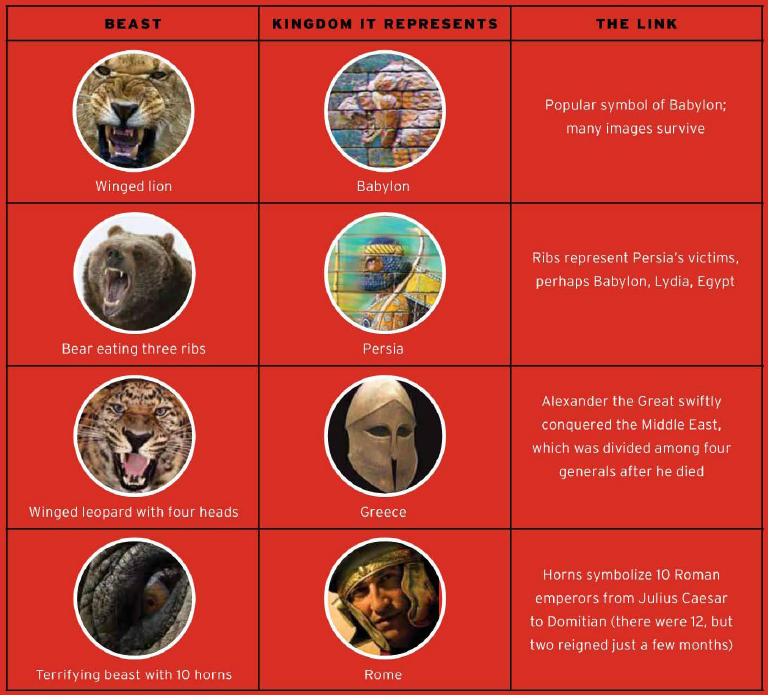 BEAST
KINGDOM IT REPRESENTS
THE LINK
Winged lion
Babylon
Popular symbol of Babylon;
many images survive
Bear eating three ribs
Persia
Ribs represent Persia's victims,
perhaps Babylon, Lydia, Egypt
Winged leopard with four heads
Greece
Alexander the Great swiftly
conquered the Middle East,
which was divided among four
generals after he died
Terrifying beast with 10 horns
Rome
Horns symbolize 10 Roman
emperors from Julius Caesar
to Domitian (there were 12, but
two reigned just a few months)